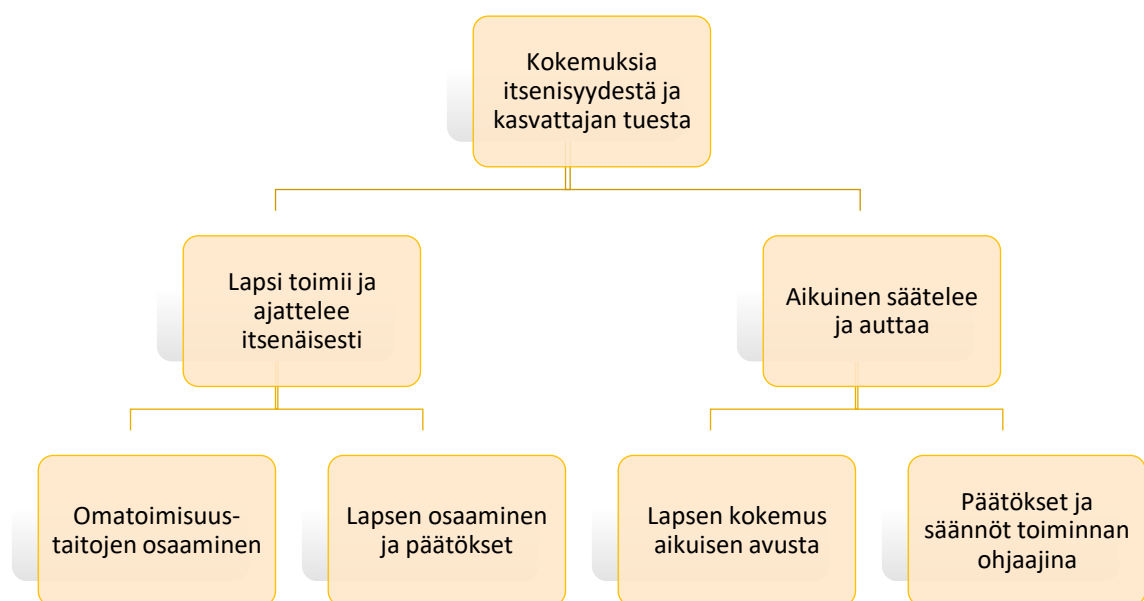 Kokemuksia
itsenisyydestä ja
kasvattajan tuesta
Lapsi toimii ja
ajattelee
itsenäisesti
Aikuinen säätelee
ja auttaa
Omatoimisuus-
taitojen osaaminen
Lapsen osaaminen
ja päätökset
Lapsen kokemus
aikuisen avusta
Päätökset ja
säännöt toiminnan
ohjaajina